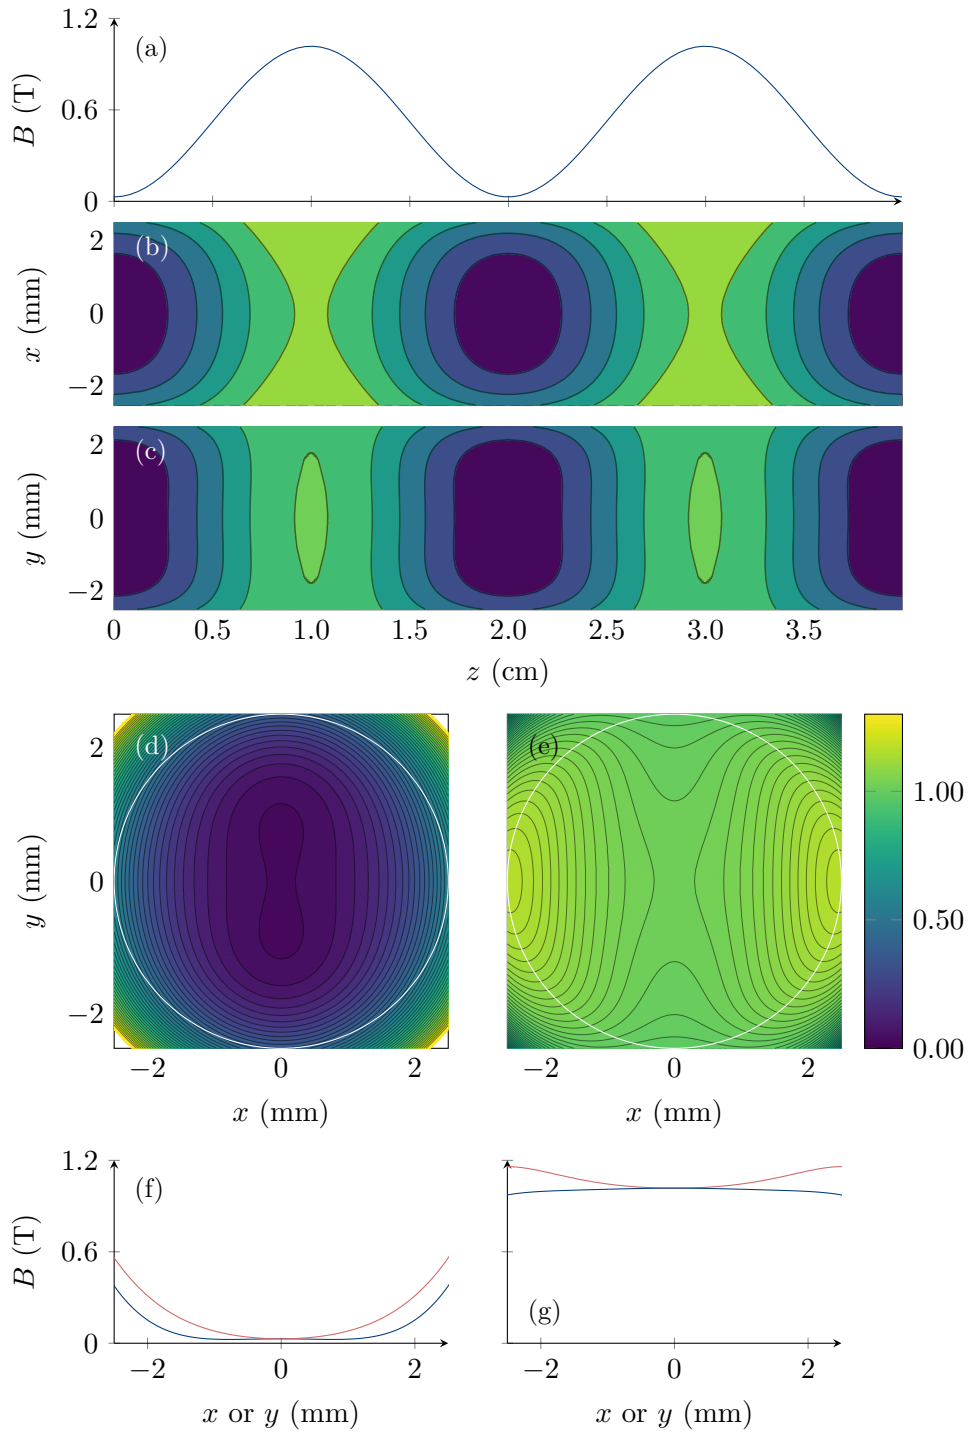 1.2
(a)
B (T)
0.6
0
(b)
2
x (mm)
0
−2
(c)
2
y (mm)
0
−2
0 0.5 1.0 1.5 2.0 2.5 3.0 3.5
z (cm)
(d) (e)
2
y (mm)
0
−2
1.00
0.50
0.00
−2 0 2 −2 0 2
x (mm) x (mm)
1.2
(f)
B (T)
0.6
(g)
0
−2 0 2 −2 0 2
x or y (mm) x or y (mm)